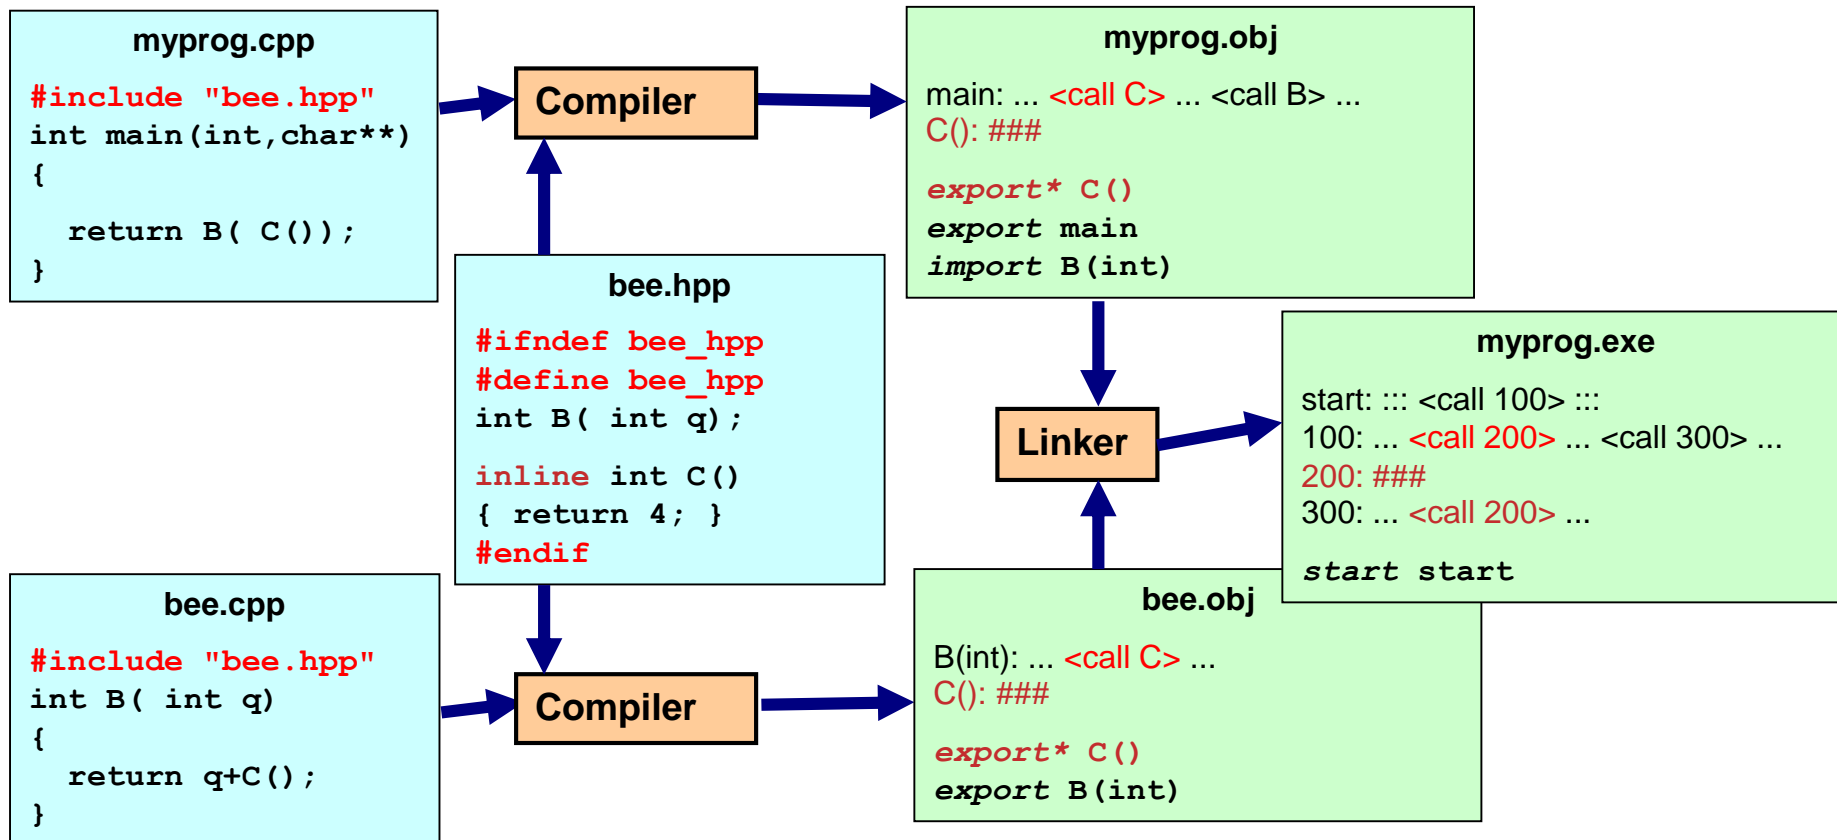 myprog.cpp
#include "bee.hpp"
int main(int,char**)
{
  return B( C());
}
Compiler
myprog.obj
main: ... <call C> ... <call B> ...
C(): ###
export* C()
export main
import B(int)
bee.hpp
#ifndef bee_hpp
#define bee_hpp
int B( int q);
inline int C()
{ return 4; }
#endif
Linker
myprog.exe
start: ::: <call 100> :::
100: ... <call 200> ... <call 300> ...
200: ###
300: ... <call 200> ...
start start
bee.cpp
#include "bee.hpp"
int B( int q)
{
  return q+C();
}
Compiler
bee.obj
B(int): ... <call C> ...
C(): ###
export* C()
export B(int)